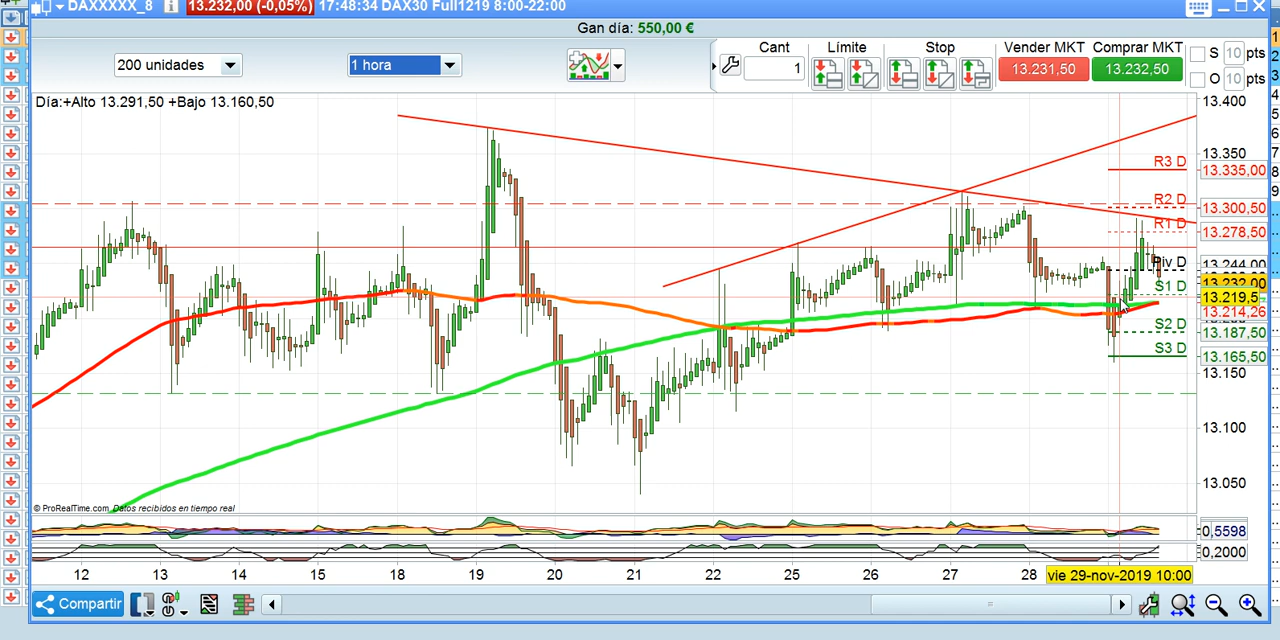 DAXXXXX_8 13.232,00 (-0,05%) 17:48:34 DAX30 Full1219 8:00-22:00
Gan día: 550,00 €
200 unidades
1 hora
Cant
1
Límite
Stop
Vender MKT
13.231,50
Comprar MKT
13.232,50
S 10 pts
O 10 pts
Día:+Alto 13.291,50 +Bajo 13.160,50
13.400
13.350
R3 D
13.335,00
R2 D
13.300,50
R1 D
13.278,50
Piv D
13.244,00
13.232,00
S1 D
13.219,5
13.214,26
S2 D
13.187,50
S3 D
13.165,50
13.150
13.100
13.050
© ProRealTime.com Datos recibidos en tiempo real
0,5598
0,2000
12 13 14 15 18 19 20 21 22 25 26 27 28 vie 29-nov-2019 10:00
Compartir